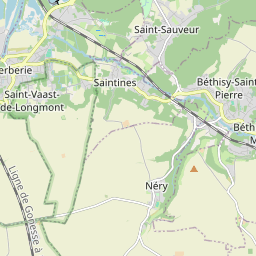 Saint-Sauveur
erberie
Saintines
Béthisy-Saint-
Pierre
Saint-Vaast-
de-Longmont
Béth
M
Néry
Ligne de Gonesse à